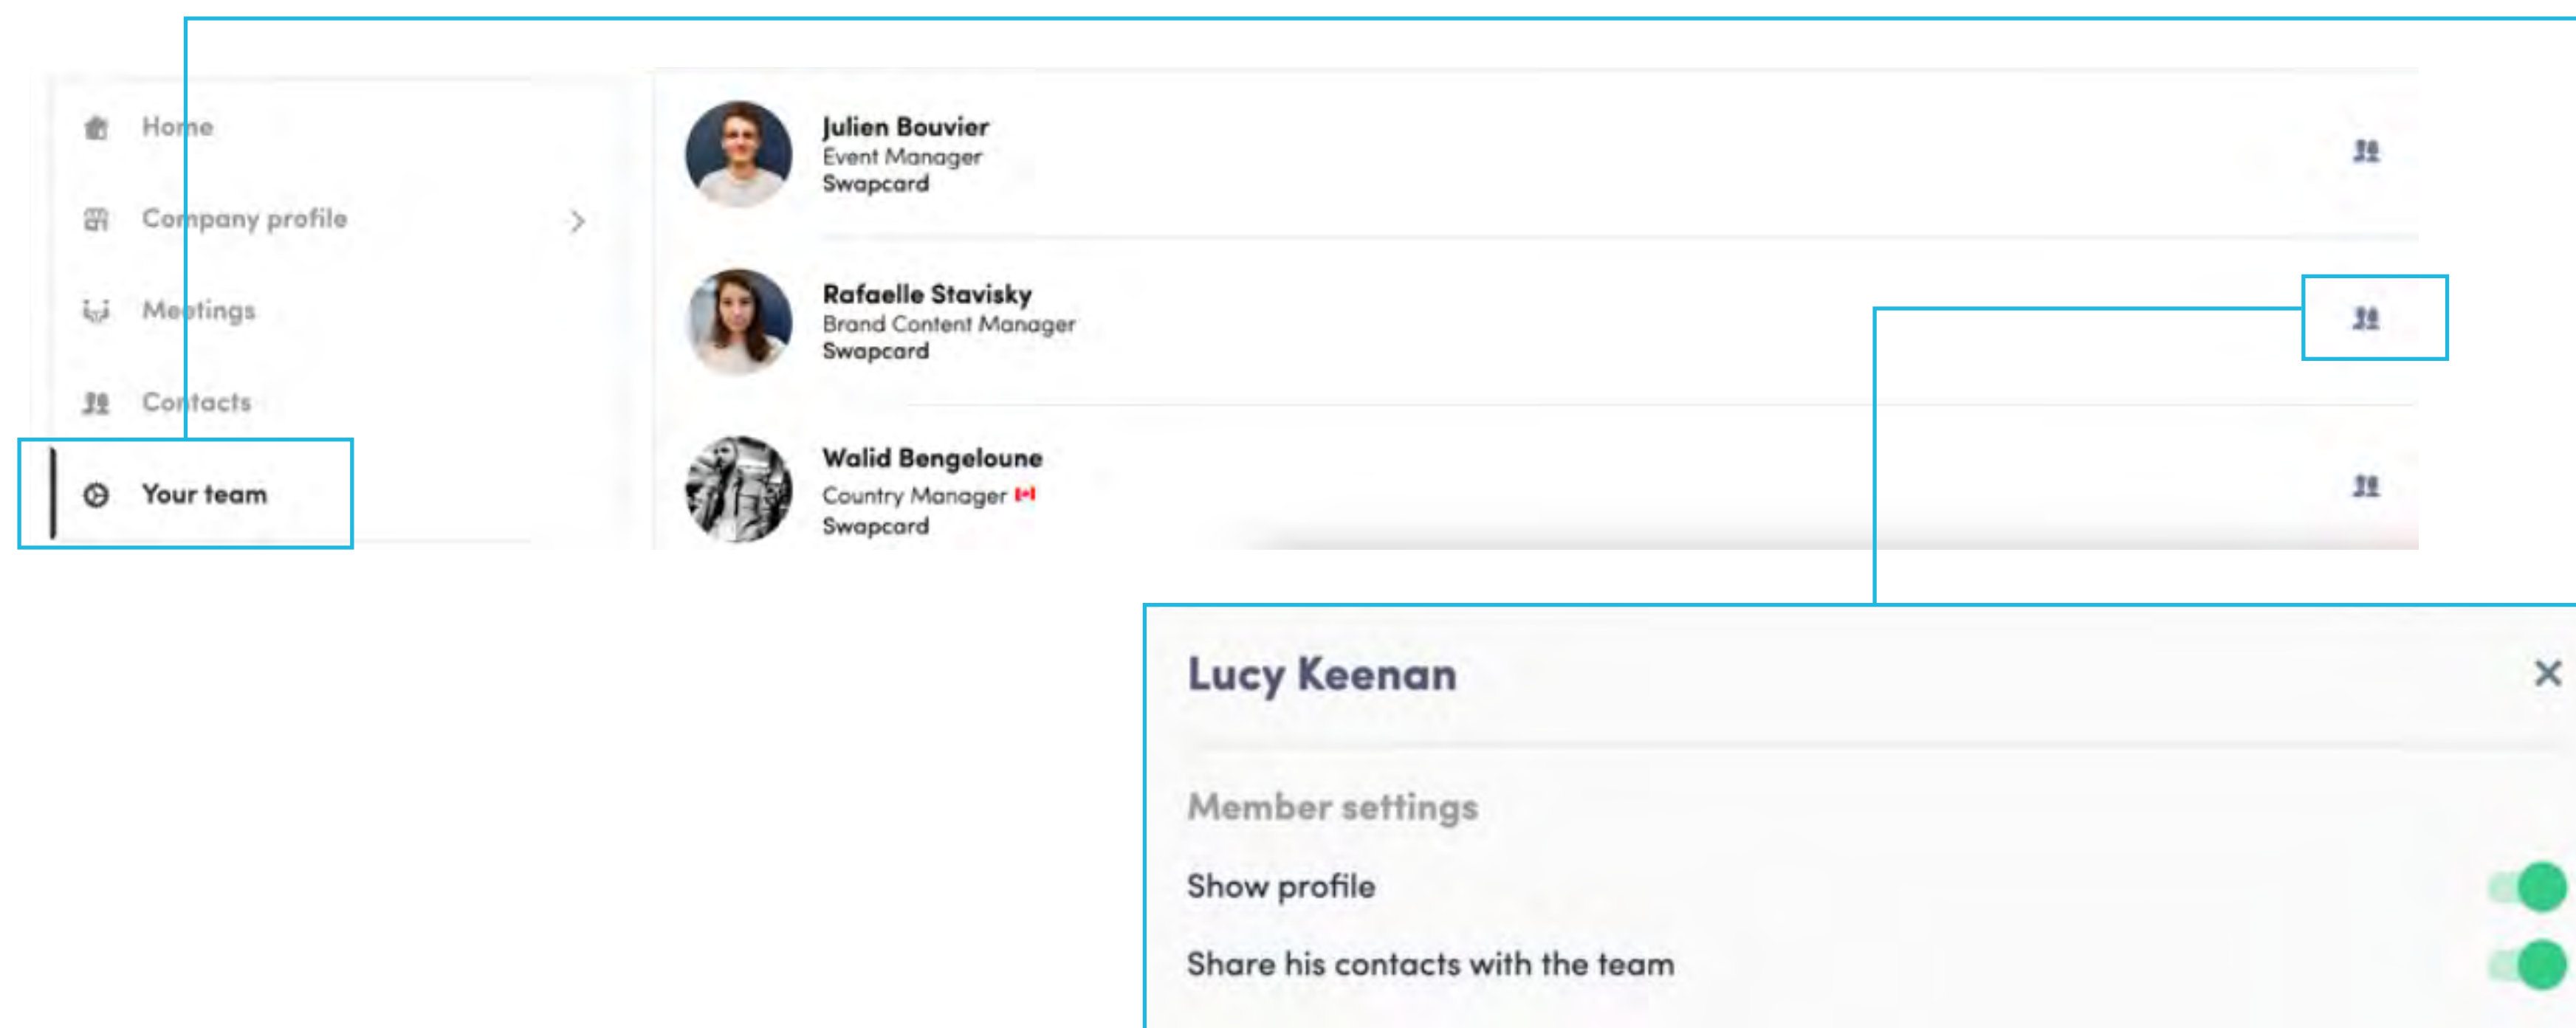 Home
Company profile
Meetings
Contacts
Your team
Julien Bouvier
Event Manager
Swapcard
Rafaelle Stavisky
Brand Content Manager
Swapcard
Walid Bengeloune
Country Manager 🇨🇦
Swapcard
Lucy Keenan
Member settings
Show profile
Share his contacts with the team